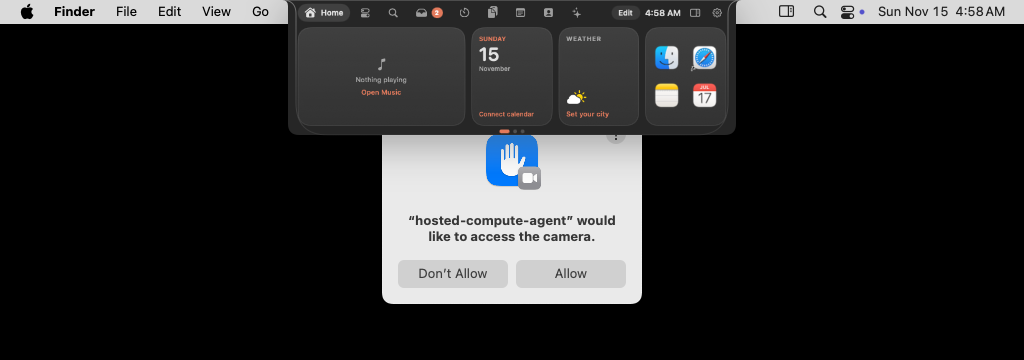 Finder File Edit View Go
Sun Nov 15 4:58 AM
Home
2
Edit
4:58 AM
Nothing playing
Open Music
SUNDAY
15
November
Connect calendar
WEATHER
Set your city
JUL
17
“hosted-compute-agent” would
like to access the camera.
Don’t Allow
Allow